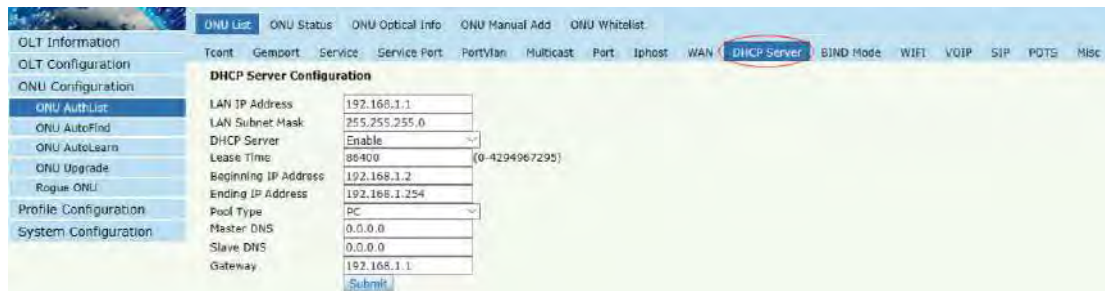 ONU List ONU Status ONU Optical Info ONU Manual Add ONU Whitelist
Tcont Gemport Service Service Port PortVlan Multicast Port Iphost WAN DHCP Server BIND Mode WIFI VOIP SIP POTS Misc
OLT Information
OLT Configuration
ONU Configuration
ONU AuthList
ONU AutoFind
ONU AutoLearn
ONU Upgrade
Rogue ONU
Profile Configuration
System Configuration
DHCP Server Configuration
LAN IP Address 192.168.1.1
LAN Subnet Mask 255.255.255.0
DHCP Server Enable
Lease Time 86400 (0-4294967295)
Beginning IP Address 192.168.1.2
Ending IP Address 192.168.1.254
Pool Type PC
Master DNS 0.0.0.0
Slave DNS 0.0.0.0
Gateway 192.168.1.1
Submit